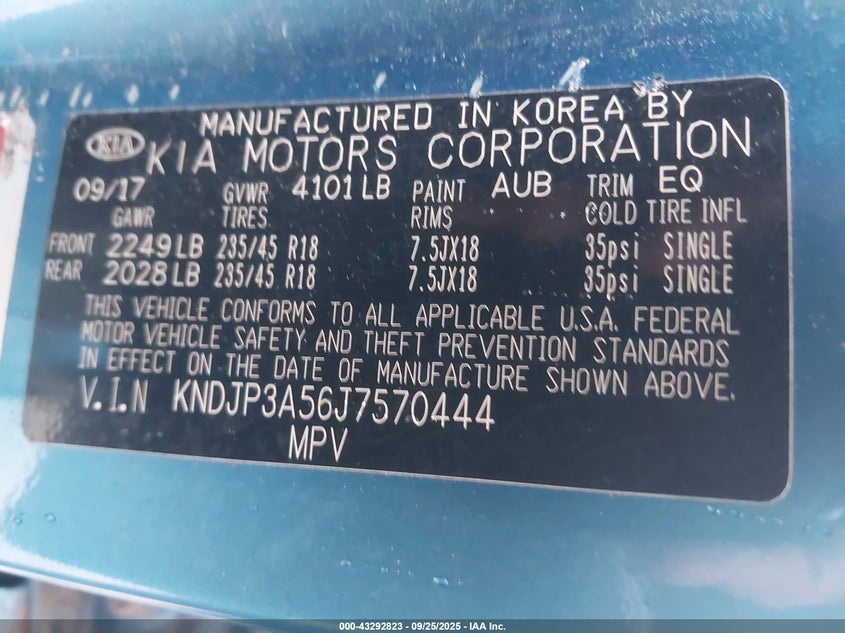 MANUFACTURED IN KOREA BY
KIA KIA MOTORS CORPORATION
09/17 GVWR 4101 LB PAINT AUB TRIM EQ
GAWR TIRES RIMS COLD TIRE INFL
FRONT 2249 LB 235/45 R18 7.5JX18 35psi SINGLE
REAR 2028 LB 235/45 R18 7.5JX18 35psi SINGLE
THIS VEHICLE CONFORMS TO ALL APPLICABLE U.S.A. FEDERAL
MOTOR VEHICLE SAFETY AND THEFT PREVENTION STANDARDS
IN EFFECT ON THE DATE OF MANUFACTURE SHOWN ABOVE.
V.I.N KNDJP3A56J7570444
MPV
000-43292823 - 09/25/2025 - IAA Inc.